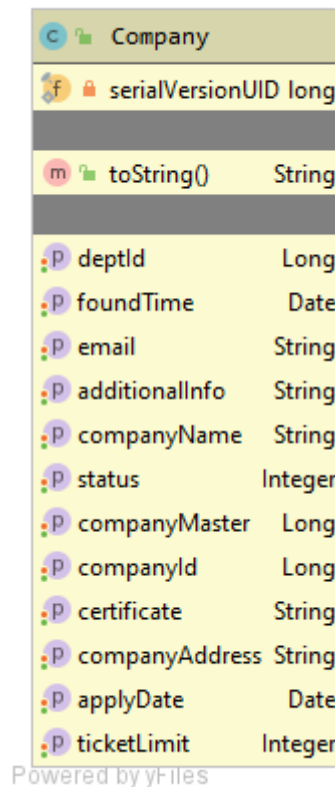 C Company
f serialVersionUID long
m toString() String
p deptId Long
p foundTime Date
p email String
p additionalInfo String
p companyName String
p status Integer
p companyMaster Long
p companyId Long
p certificate String
p companyAddress String
p applyDate Date
p ticketLimit Integer
Powered by yFiles